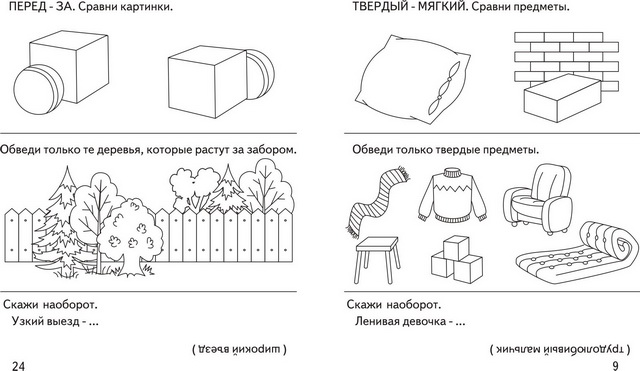 ПЕРЕД - ЗА. Сравни картинки.
Обведи только те деревья, которые растут за забором.
Скажи наоборот.
Узкий выезд - ...
( широкий въезд )
24
ТВЕРДЫЙ - МЯГКИЙ. Сравни предметы.
Обведи только твердые предметы.
Скажи наоборот.
Ленивая девочка - ...
( трудолюбивый мальчик )
9